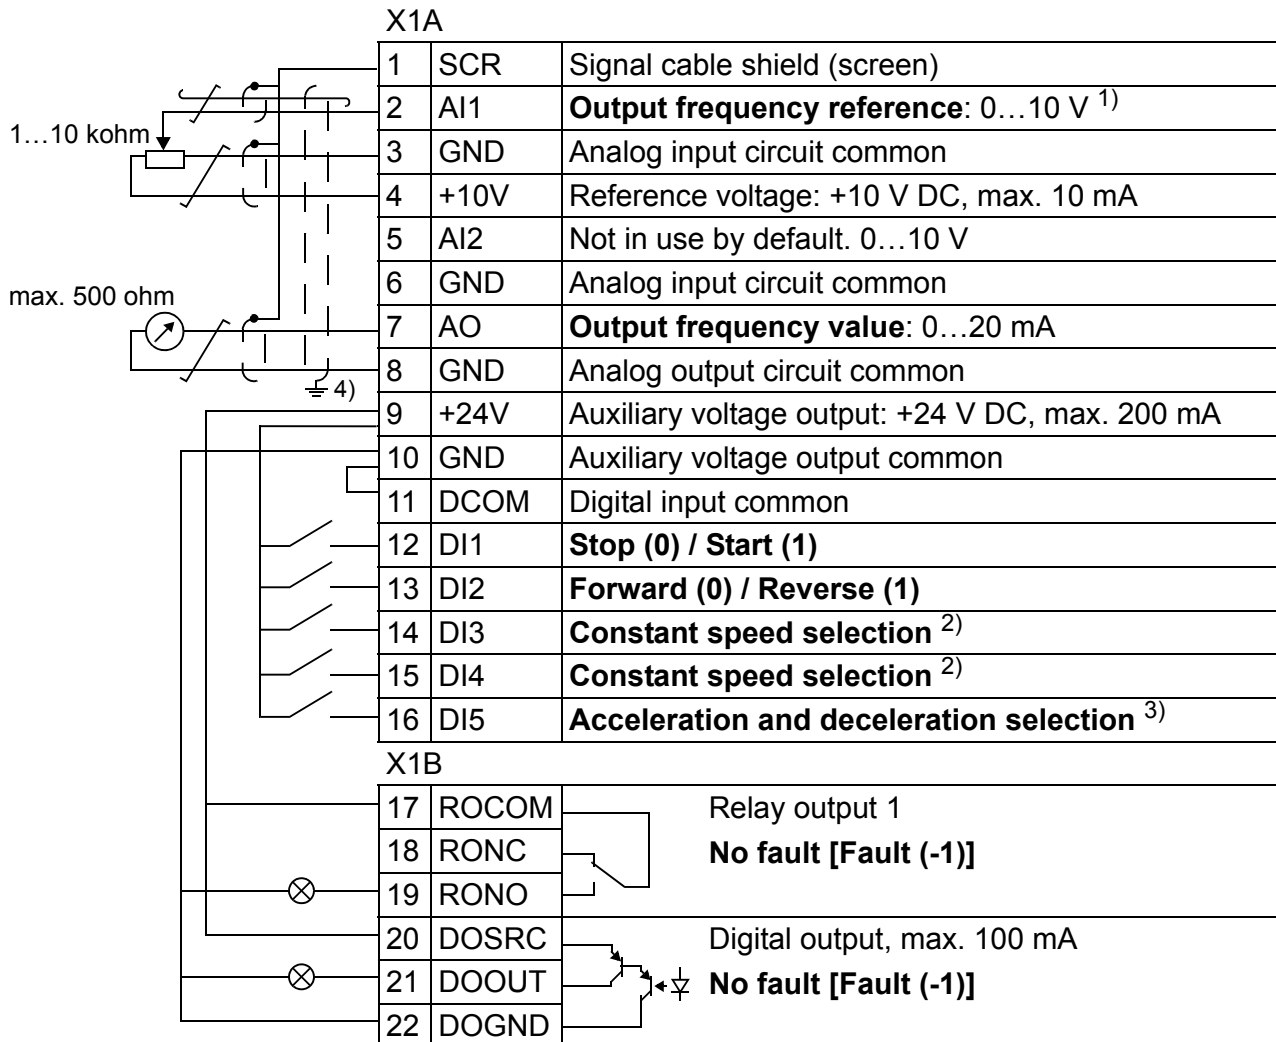 X1A
1 SCR Signal cable shield (screen)
2 AI1 Output frequency reference: 0…10 V 1)
1…10 kohm
3 GND Analog input circuit common
4 +10V Reference voltage: +10 V DC, max. 10 mA
5 AI2 Not in use by default. 0…10 V
6 GND Analog input circuit common
max. 500 ohm
7 AO Output frequency value: 0…20 mA
8 GND Analog output circuit common
4)
9 +24V Auxiliary voltage output: +24 V DC, max. 200 mA
10 GND Auxiliary voltage output common
11 DCOM Digital input common
12 DI1 Stop (0) / Start (1)
13 DI2 Forward (0) / Reverse (1)
14 DI3 Constant speed selection 2)
15 DI4 Constant speed selection 2)
16 DI5 Acceleration and deceleration selection 3)
X1B
17 ROCOM Relay output 1
18 RONC No fault [Fault (-1)]
19 RONO
20 DOSRC Digital output, max. 100 mA
21 DOOUT No fault [Fault (-1)]
22 DOGND